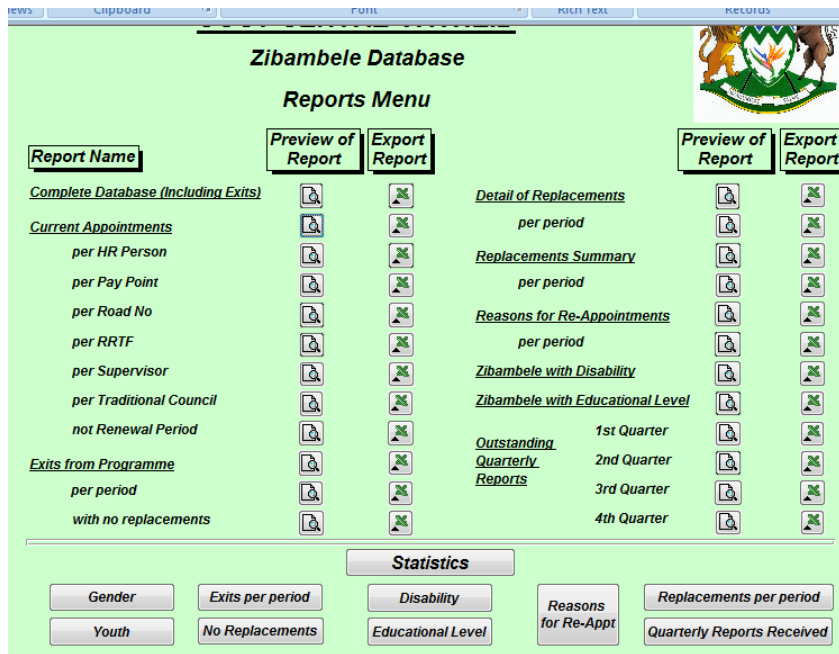 Clipboard Font Rich Text Records
Zibambele Database
Reports Menu
Report Name
Preview of Report
Export Report
Complete Database (Including Exits)
Current Appointments
per HR Person
per Pay Point
per Road No
per RRTF
per Supervisor
per Traditional Council
not Renewal Period
Exits from Programme
per period
with no replacements
Preview of Report
Export Report
Detail of Replacements
per period
Replacements Summary
per period
Reasons for Re-Appointments
per period
Zibambele with Disability
Zibambele with Educational Level
Outstanding
Quarterly
Reports
1st Quarter
2nd Quarter
3rd Quarter
4th Quarter
Statistics
Gender
Exits per period
Disability
Reasons
for Re-Appt
Replacements per period
Youth
No Replacements
Educational Level
Quarterly Reports Received